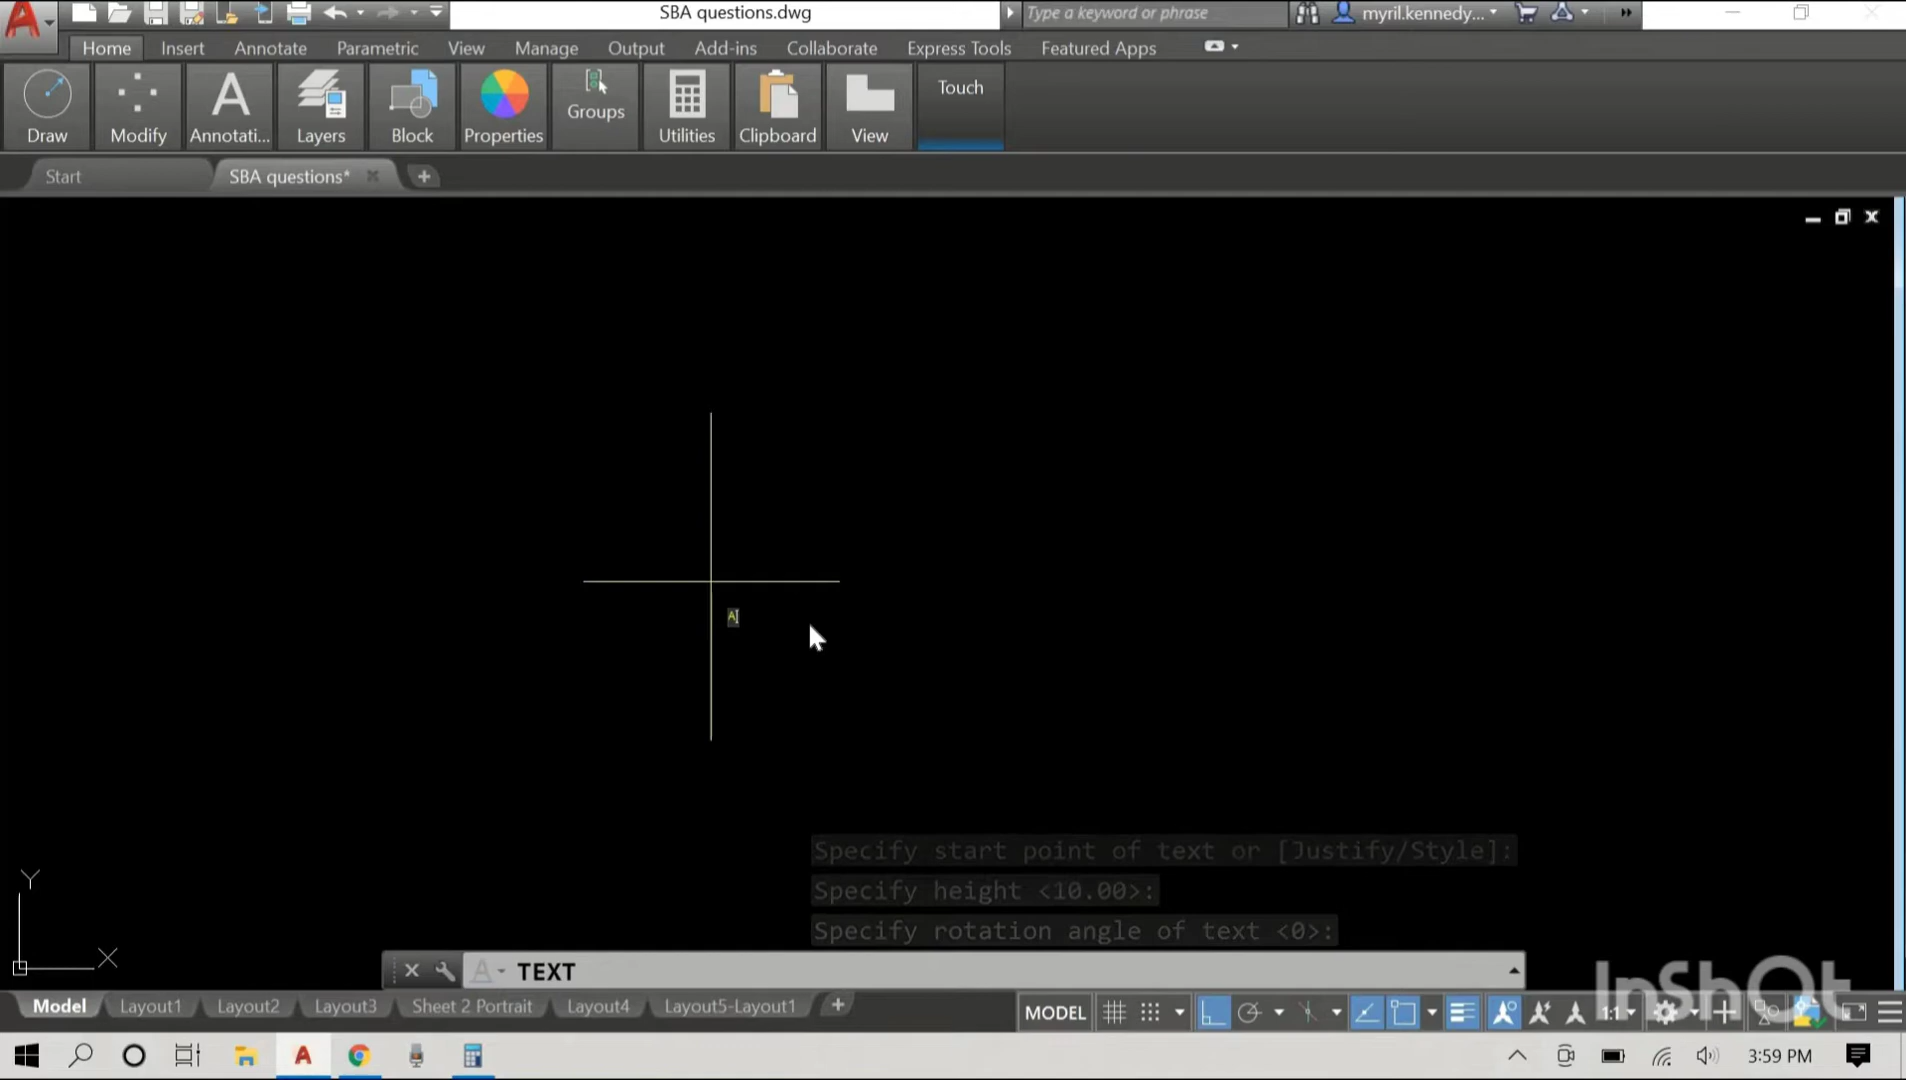 SBA questions.dwg
Type a keyword or phrase
myril.kennedy...
Home Insert Annotate Parametric View Manage Output Add-ins Collaborate Express Tools Featured Apps
Draw Modify Annotati... Layers Block Properties Groups Utilities Clipboard View Touch
Start SBA questions*
A
Specify start point of text or [Justify/Style]:
Specify height <10.00>:
Specify rotation angle of text <0>:
Y
X
TEXT
Model Layout1 Layout2 Layout3 Sheet 2 Portrait Layout4 Layout5-Layout1 +
MODEL 1:1
InShOt
3:59 PM